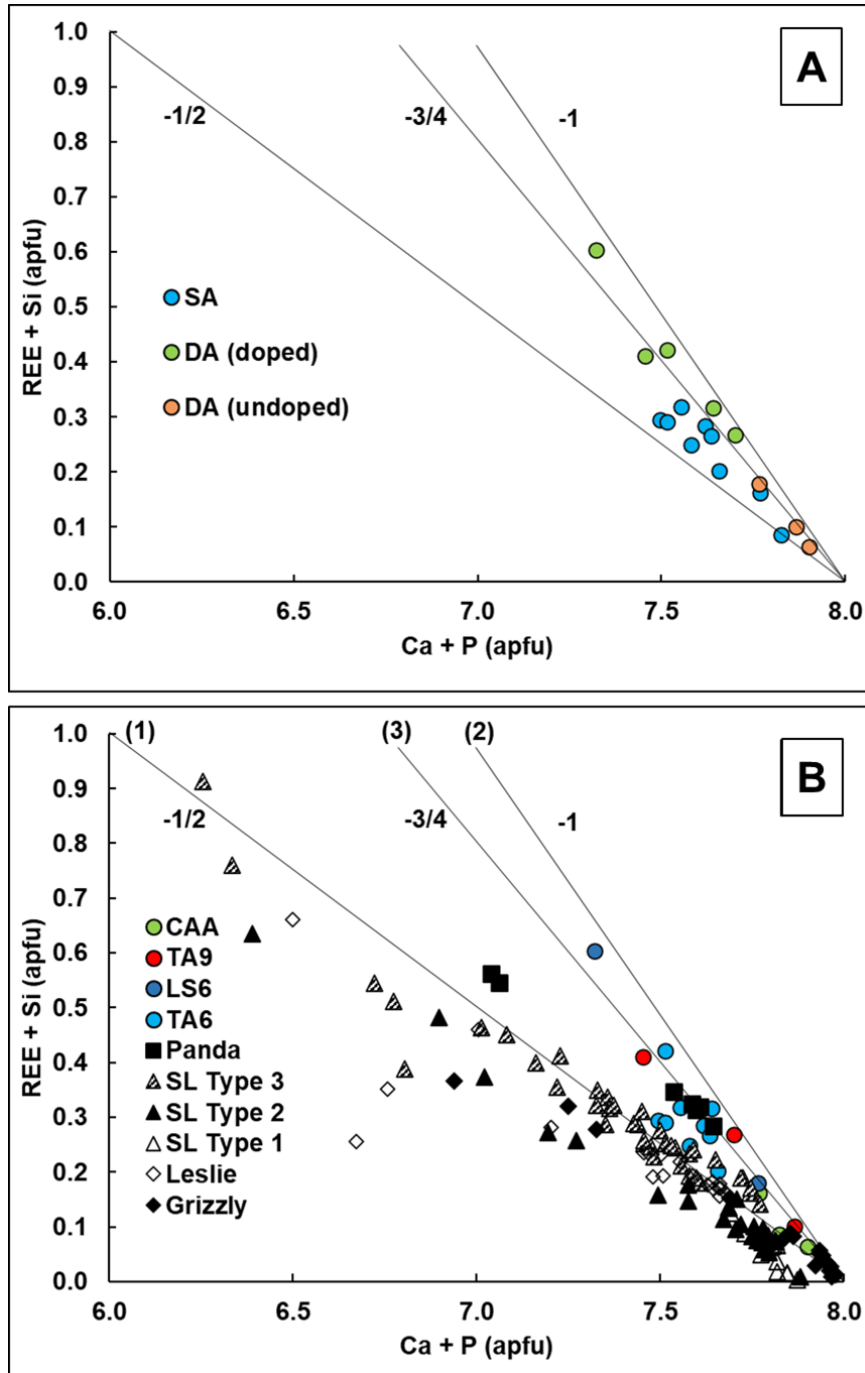 A
1.0
0.9
0.8
0.7
0.6
0.5
0.4
0.3
0.2
0.1
0.0
REE + Si (apfu)
-1/2
-3/4
-1
SA
DA (doped)
DA (undoped)
6.0 6.5 7.0 7.5 8.0
Ca + P (apfu)
B
(1) (3) (2)
1.0
0.9
0.8
0.7
0.6
0.5
0.4
0.3
0.2
0.1
0.0
REE + Si (apfu)
-1/2
-3/4
-1
CAA
TA9
LS6
TA6
Panda
SL Type 3
SL Type 2
SL Type 1
Leslie
Grizzly
6.0 6.5 7.0 7.5 8.0
Ca + P (apfu)